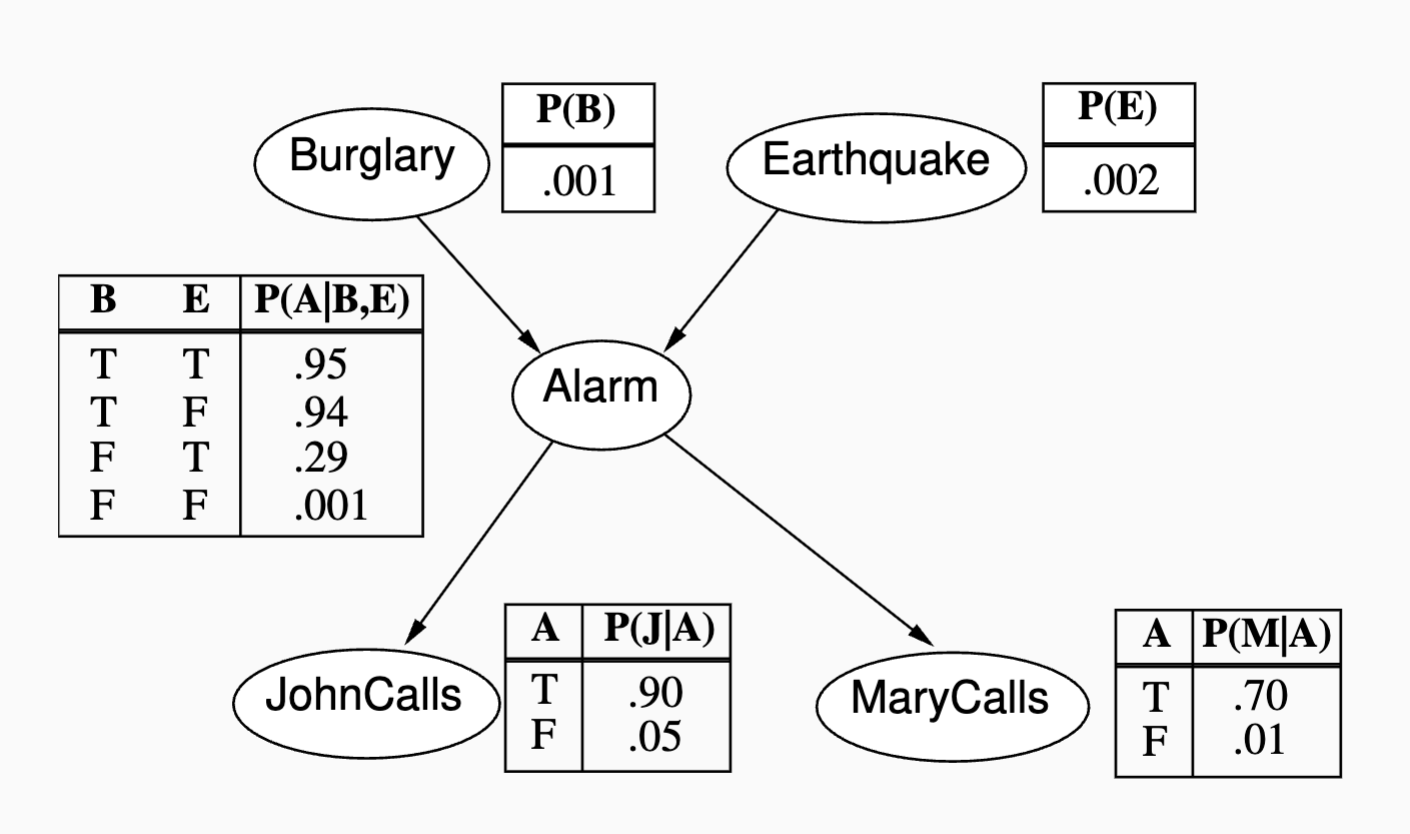 Burglary
P(B)
.001
Earthquake
P(E)
.002
B E P(A|B,E)
T T .95
T F .94
F T .29
F F .001
Alarm
JohnCalls
A P(J|A)
T .90
F .05
MaryCalls
A P(M|A)
T .70
F .01